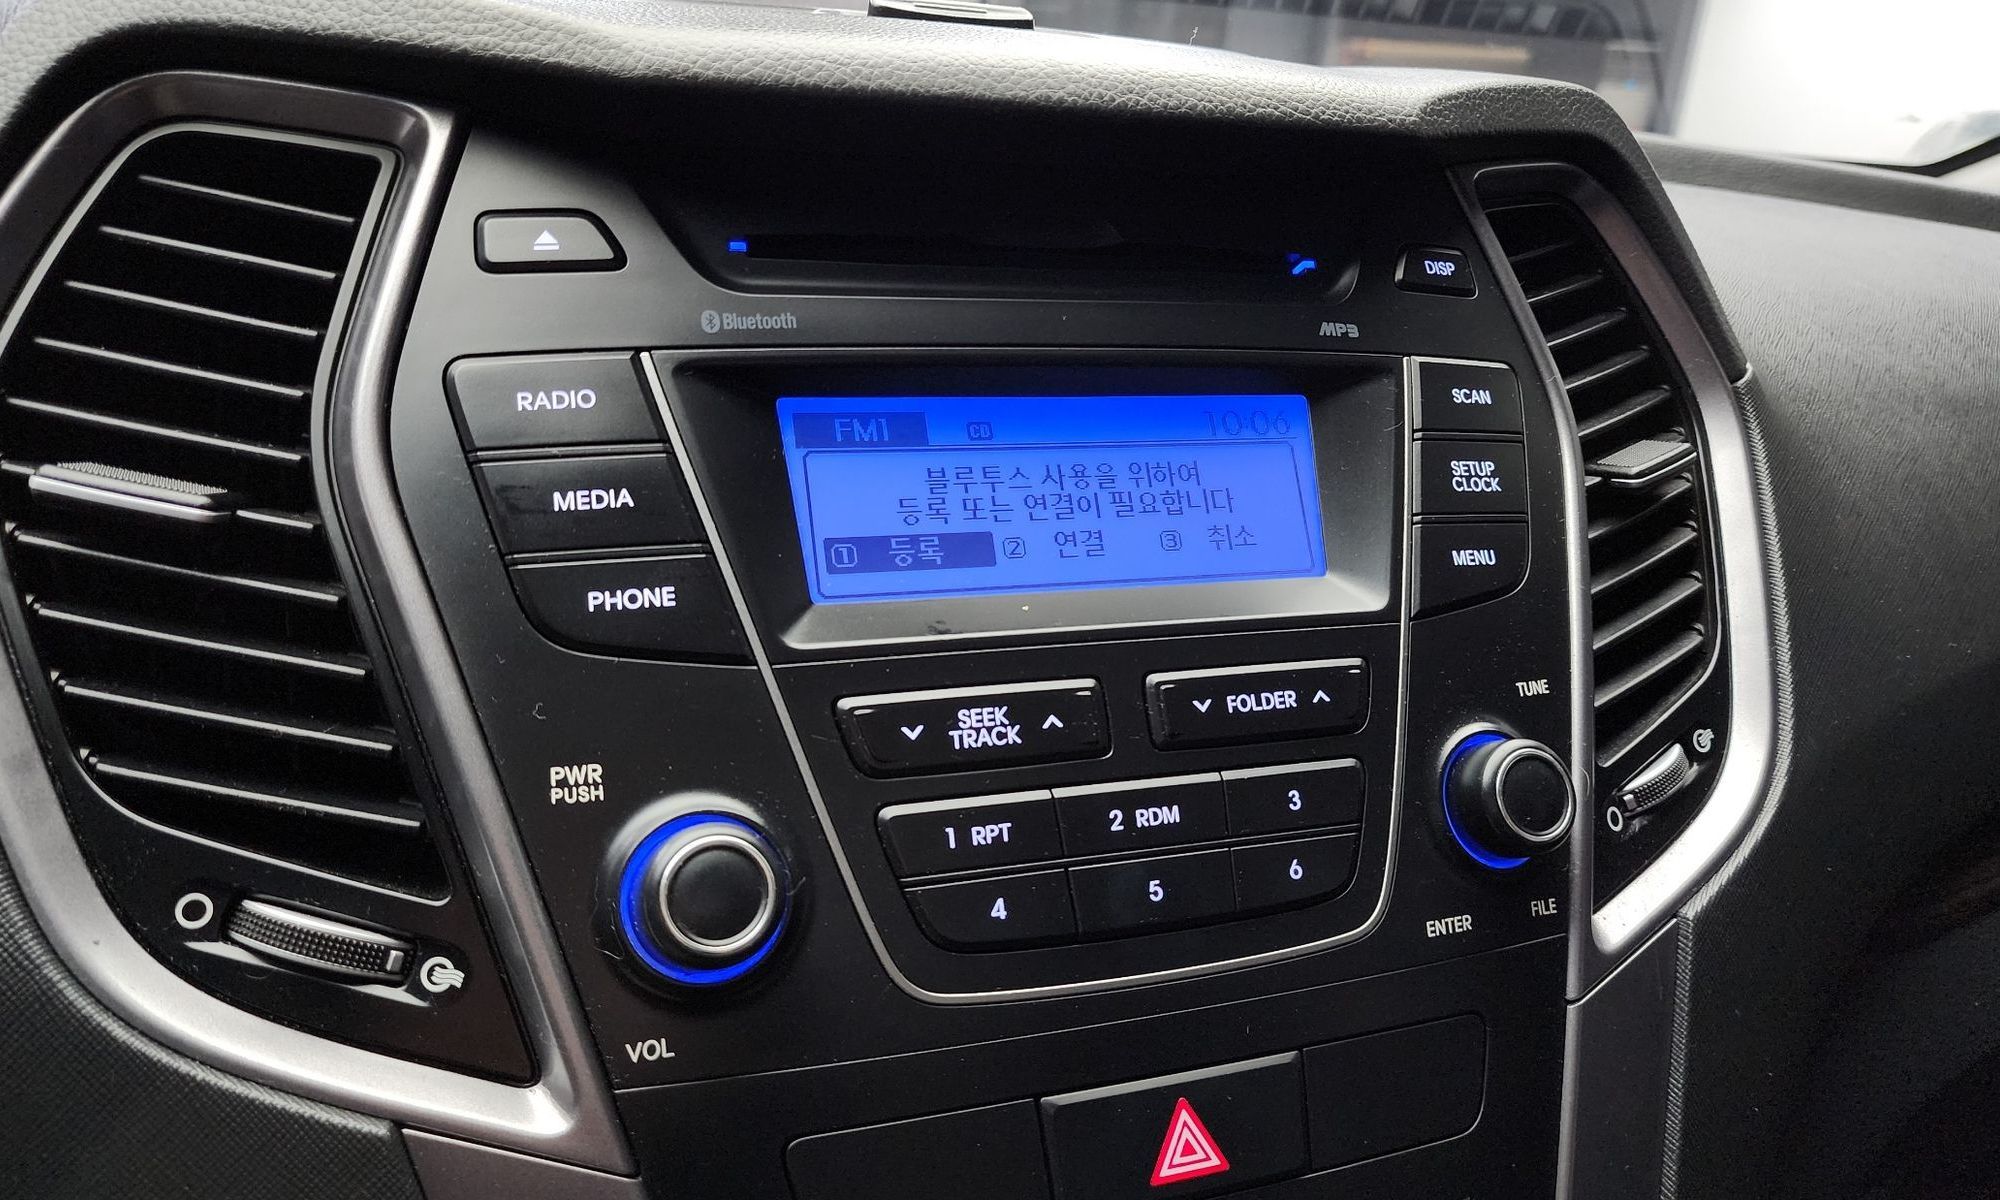 DISP
Bluetooth
MP3
RADIO
MEDIA
PHONE
FM1 CD 10:06
블루투스 사용을 위하여
등록 또는 연결이 필요합니다
1 등록 2 연결 3 취소
SCAN
SETUP
CLOCK
MENU
SEEK
TRACK
FOLDER
TUNE
PWR
PUSH
1 RPT
2 RDM
3
4
5
6
ENTER
FILE
VOL